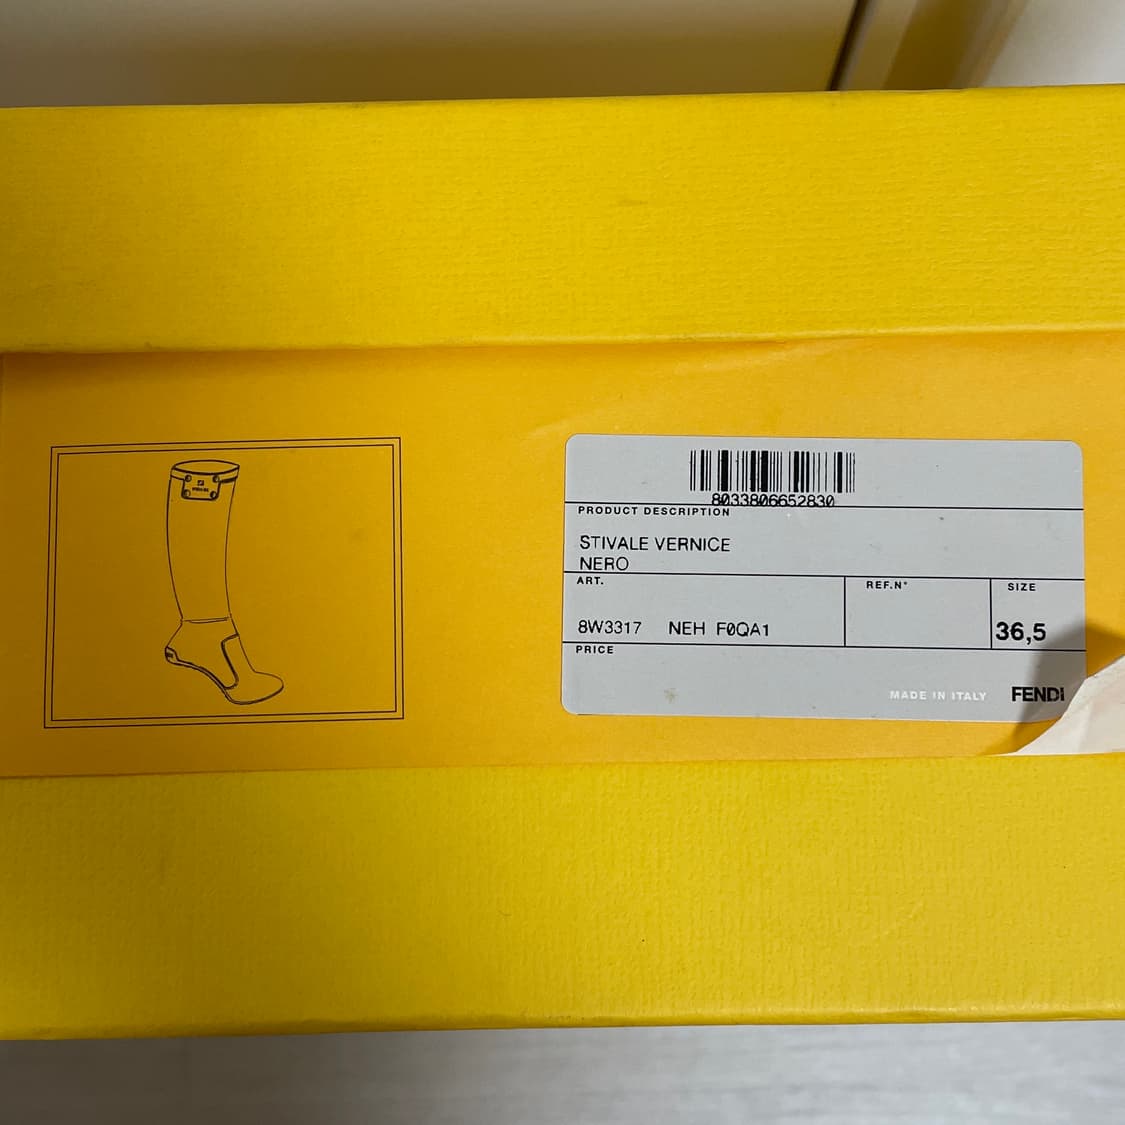 8033806652830
PRODUCT DESCRIPTION
STIVALE VERNICE
NERO
ART.
REF.N°
SIZE
8W3317 NEH F0QA1
36,5
PRICE
MADE IN ITALY FENDI